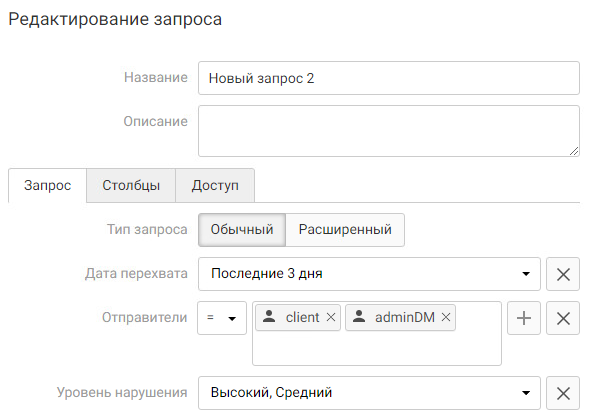 Редактирование запроса
Название Новый запрос 2
Описание
Запрос Столбцы Доступ
Тип запроса Обычный Расширенный
Дата перехвата Последние 3 дня
Отправители = client adminDM
Уровень нарушения Высокий, Средний